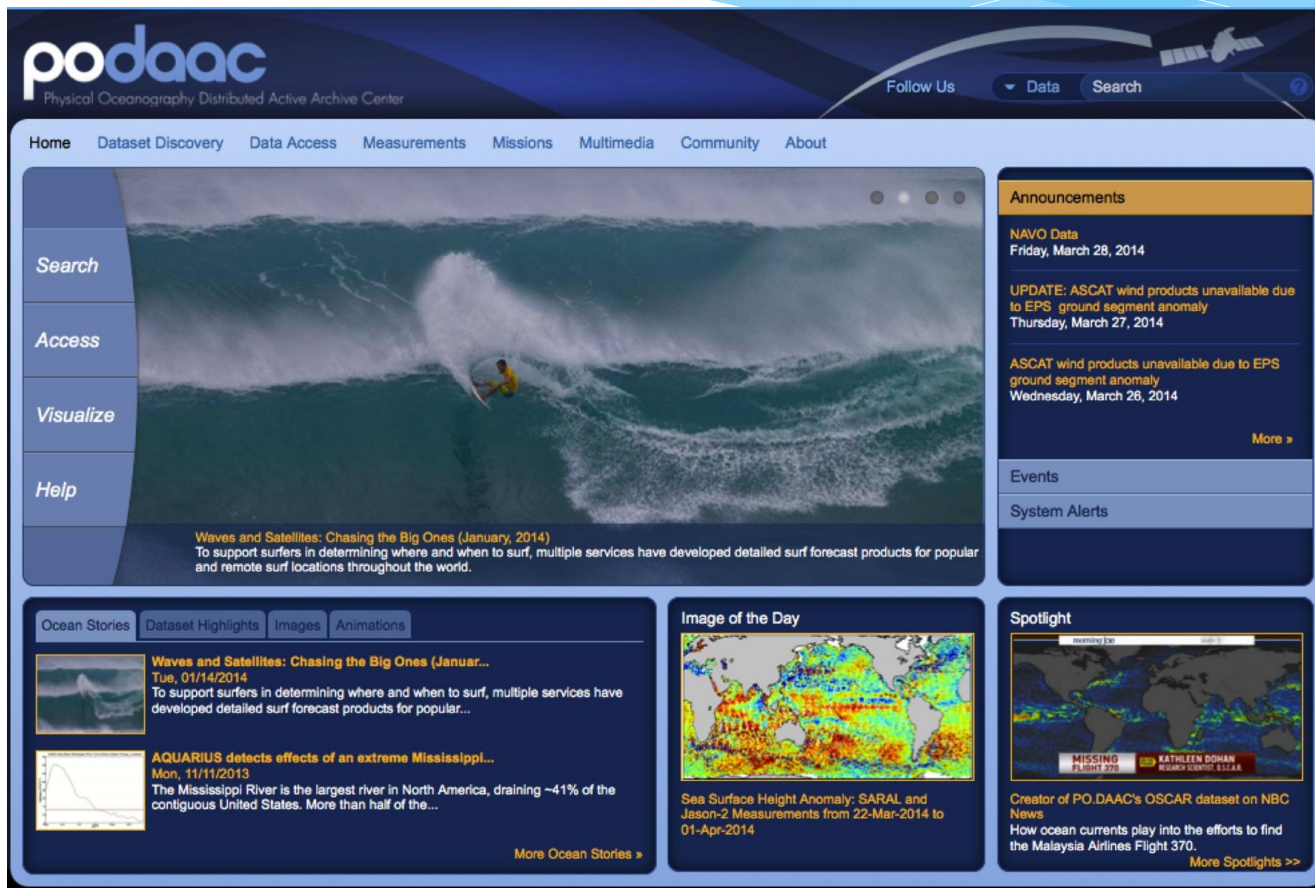 podaac
Physical Oceanography Distributed Active Archive Center
Follow Us
Data
Search
?
Home
Dataset Discovery
Data Access
Measurements
Missions
Multimedia
Community
About
Search
Access
Visualize
Help
Waves and Satellites: Chasing the Big Ones (January, 2014)
To support surfers in determining where and when to surf, multiple services have developed detailed surf forecast products for popular
and remote surf locations throughout the world.
Announcements
NAVO Data
Friday, March 28, 2014
UPDATE: ASCAT wind products unavailable due
to EPS ground segment anomaly
Thursday, March 27, 2014
ASCAT wind products unavailable due to EPS
ground segment anomaly
Wednesday, March 26, 2014
More »
Events
System Alerts
Ocean Stories
Dataset Highlights
Images
Animations
Waves and Satellites: Chasing the Big Ones (Januar...
Tue, 01/14/2014
To support surfers in determining where and when to surf, multiple services have
developed detailed surf forecast products for popular...
AQUARIUS detects effects of an extreme Mississippi...
Mon, 11/11/2013
The Mississippi River is the largest river in North America, draining ~41% of the
contiguous United States. More than half of the...
More Ocean Stories »
Image of the Day
Sea Surface Height Anomaly: SARAL and
Jason-2 Measurements from 22-Mar-2014 to
01-Apr-2014
Spotlight
morning joe
MISSING
FLIGHT 370
KATHLEEN DOHAN
RESEARCH SCIENTIST, O.S.C.A.R.
Creator of PO.DAAC's OSCAR dataset on NBC
News
How ocean currents play into the efforts to find
the Malaysia Airlines Flight 370.
More Spotlights >>